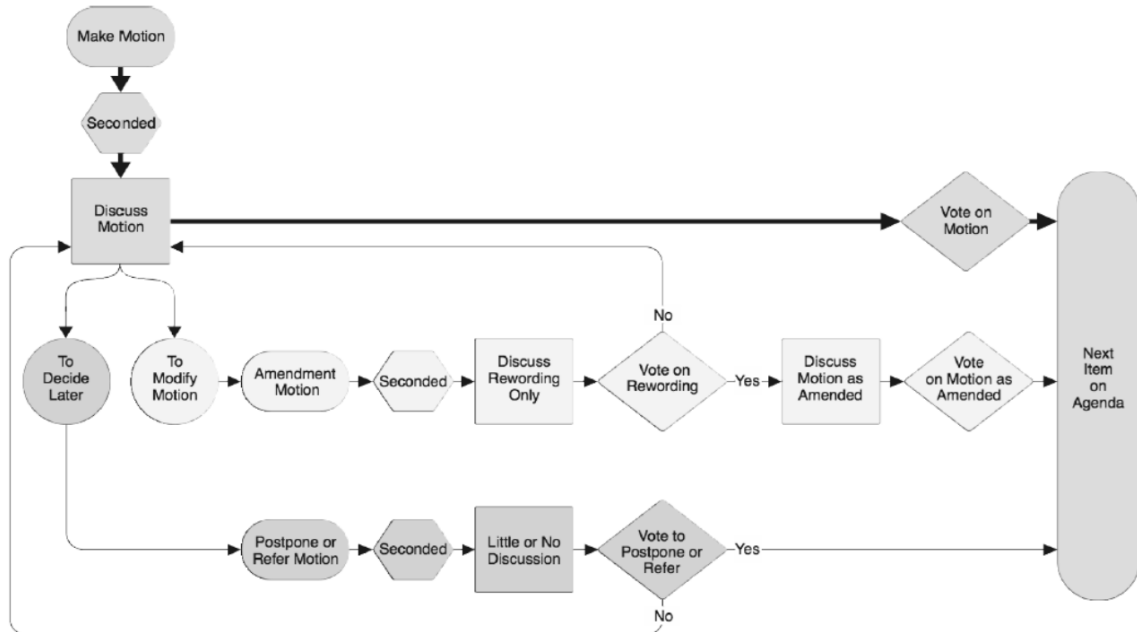 Make Motion
Seconded
Discuss
Motion
Vote on
Motion
No
To
Decide
Later
To
Modify
Motion
Amendment
Motion
Seconded
Discuss
Rewording
Only
Vote on
Rewording
Yes
Discuss
Motion as
Amended
Vote
on Motion as
Amended
Next
Item
on
Agenda
Postpone or
Refer Motion
Seconded
Little or No
Discussion
Vote to
Postpone or
Refer
Yes
No